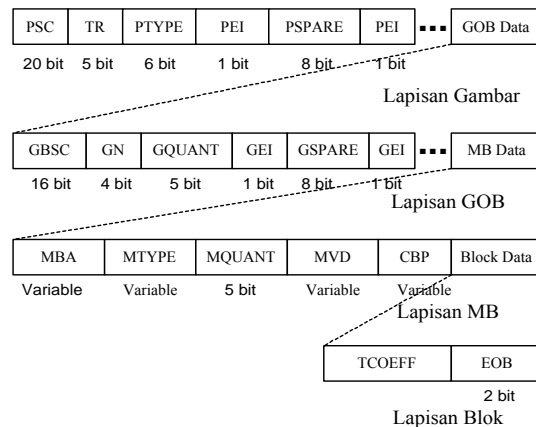 PSC TR PTYPE PEI PSPARE PEI ... GOB Data
20 bit 5 bit 6 bit 1 bit 8 bit 1 bit
Lapisan Gambar
GBSC GN GQUANT GEI GSPARE GEI ... MB Data
16 bit 4 bit 5 bit 1 bit 8 bit 1 bit
Lapisan GOB
MBA MTYPE MQUANT MVD CBP Block Data
Variable Variable 5 bit Variable Variable
Lapisan MB
TCOEFF EOB
2 bit
Lapisan Blok